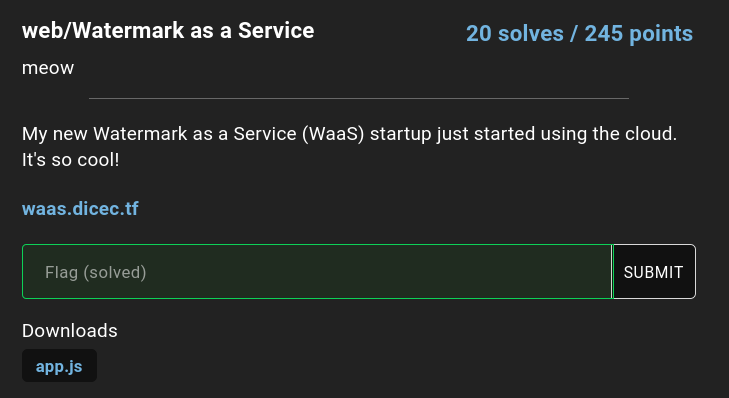 web/Watermark as a Service
20 solves / 245 points
meow
My new Watermark as a Service (WaaS) startup just started using the cloud.
It's so cool!
waas.dicec.tf
Flag (solved)
SUBMIT
Downloads
app.js